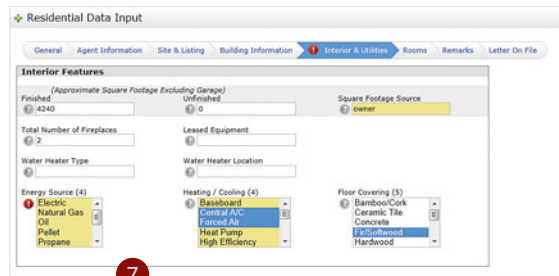 Residential Data Input
General Agent Information Site & Listing Building Information Interior & Utilities Rooms Remarks Letter On File
Interior Features
(Approximate Square Footage Excluding Garage)
Finished Unfinished Square Footage Source
4240 0 owner
Total Number of Fireplaces Leased Equipment
2
Water Heater Type Water Heater Location
Energy Source (4) Heating / Cooling (4) Floor Covering (5)
Electric Baseboard Bamboo/Cork
Natural Gas Central A/C Ceramic Tile
Oil Forced Air Concrete
Pellet Heat Pump Fir/Softwood
Propane High Efficiency Hardwood
7